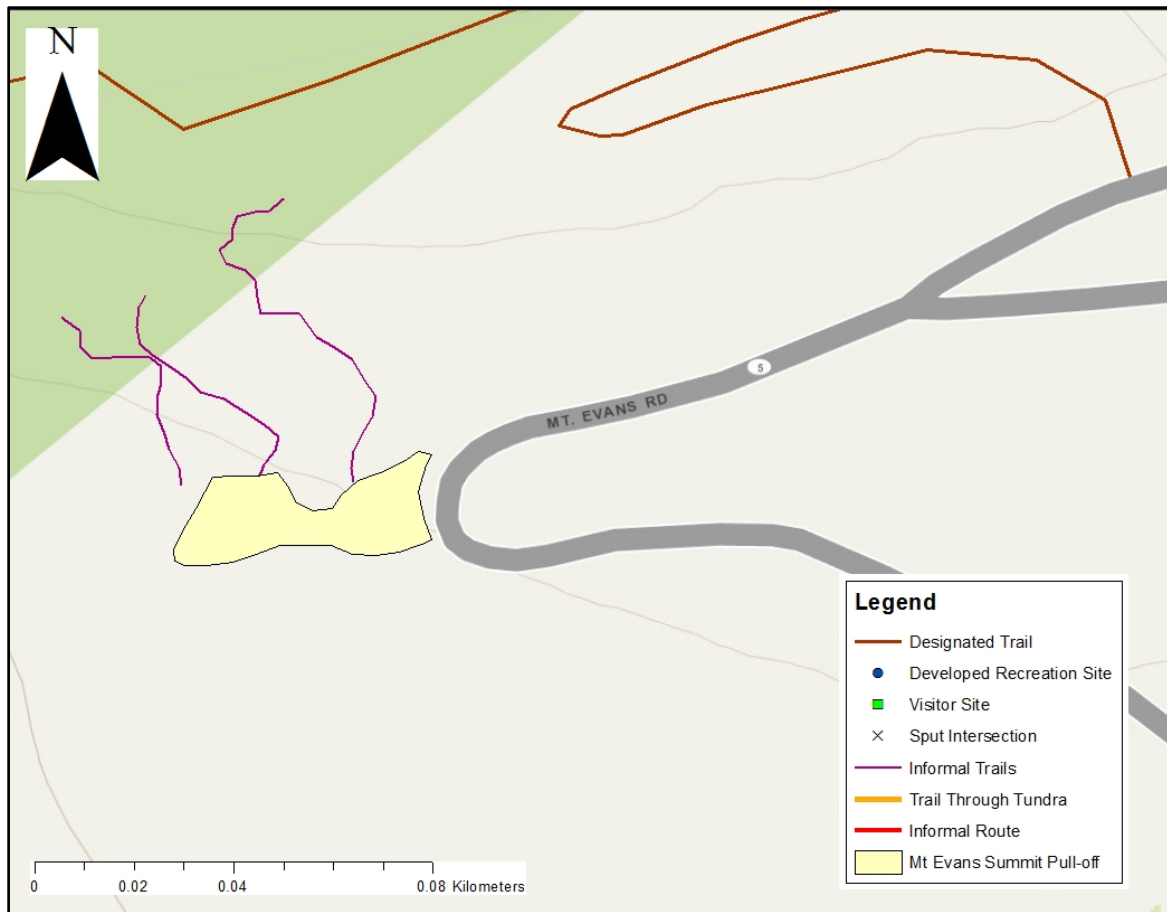 N
5
MT. EVANS RD
Legend
Designated Trail
Developed Recreation Site
Visitor Site
Sput Intersection
Informal Trails
Trail Through Tundra
Informal Route
Mt Evans Summit Pull-off
0 0.02 0.04 0.08 Kilometers